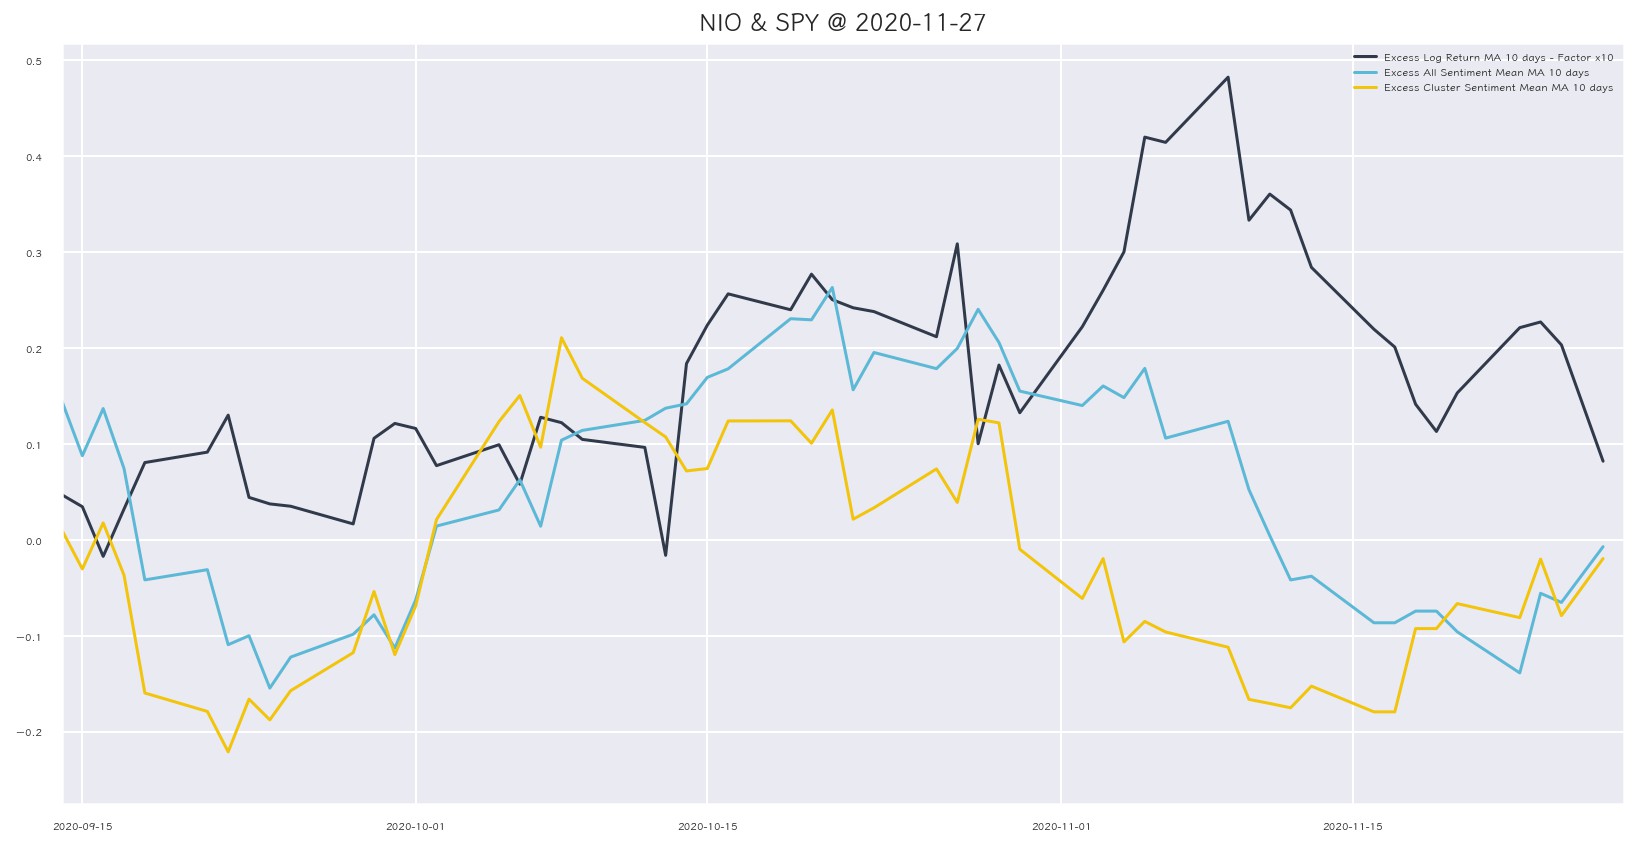 NIO & SPY @ 2020-11-27
Excess Log Return MA 10 days - Factor x10
Excess All Sentiment Mean MA 10 days
Excess Cluster Sentiment Mean MA 10 days
0.5
0.4
0.3
0.2
0.1
0.0
−0.1
−0.2
2020-09-15 2020-10-01 2020-10-15 2020-11-01 2020-11-15